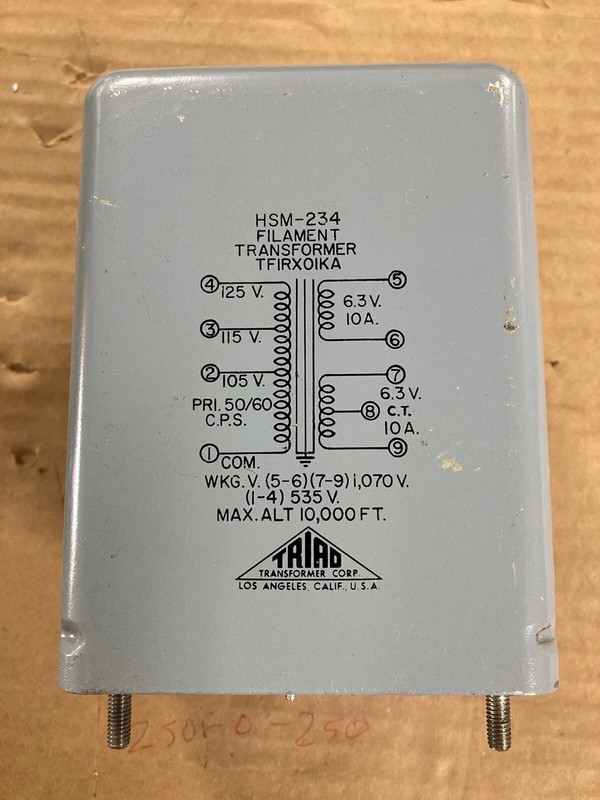 HSM-234
FILAMENT
TRANSFORMER
TF1RX01KA
4 125 V.
3 115 V.
2 105 V.
PRI. 50/60
C.P.S.
1 COM.
5
6.3 V.
10 A.
6
7
6.3 V.
8 C.T.
10 A.
9
WKG. V. (5-6)(7-9) 1,070 V.
(1-4) 535 V.
MAX. ALT 10,000 FT.
TRIAD
TRANSFORMER CORP.
LOS ANGELES, CALIF., U.S.A.
250-0-250